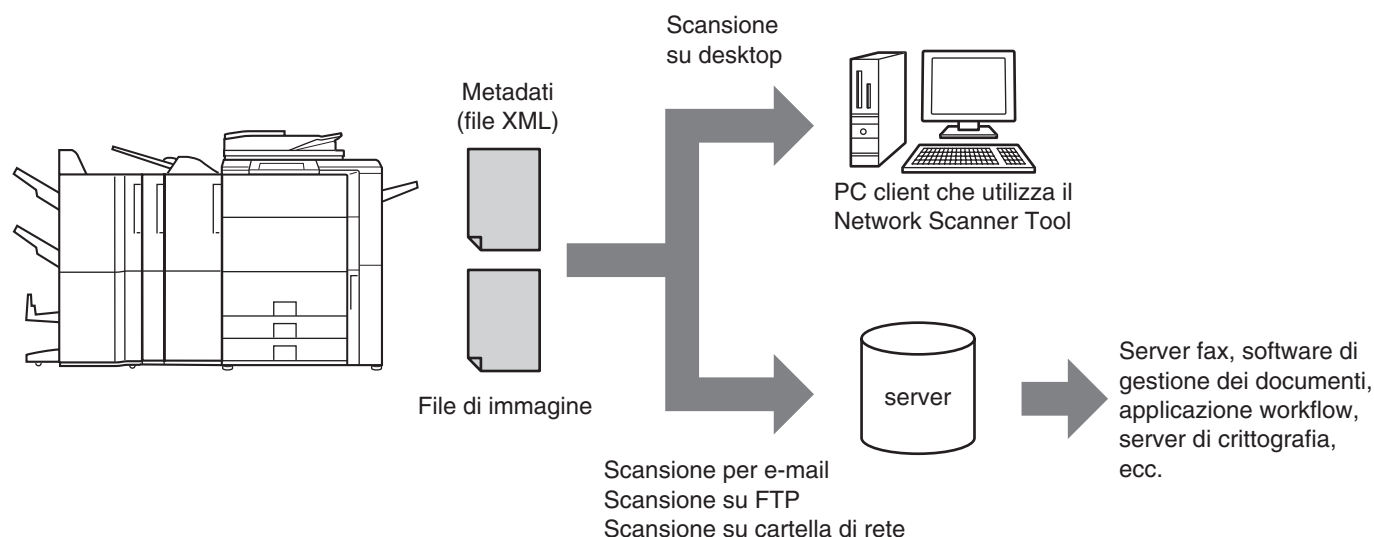 Scansione
su desktop
Metadati
(file XML)
PC client che utilizza il
Network Scanner Tool
File di immagine
server
Server fax, software di
gestione dei documenti,
applicazione workflow,
server di crittografia,
ecc.
Scansione per e-mail
Scansione su FTP
Scansione su cartella di rete